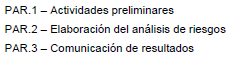 PAR.1 – Actividades preliminares
PAR.2 – Elaboración del análisis de riesgos
PAR.3 – Comunicación de resultados